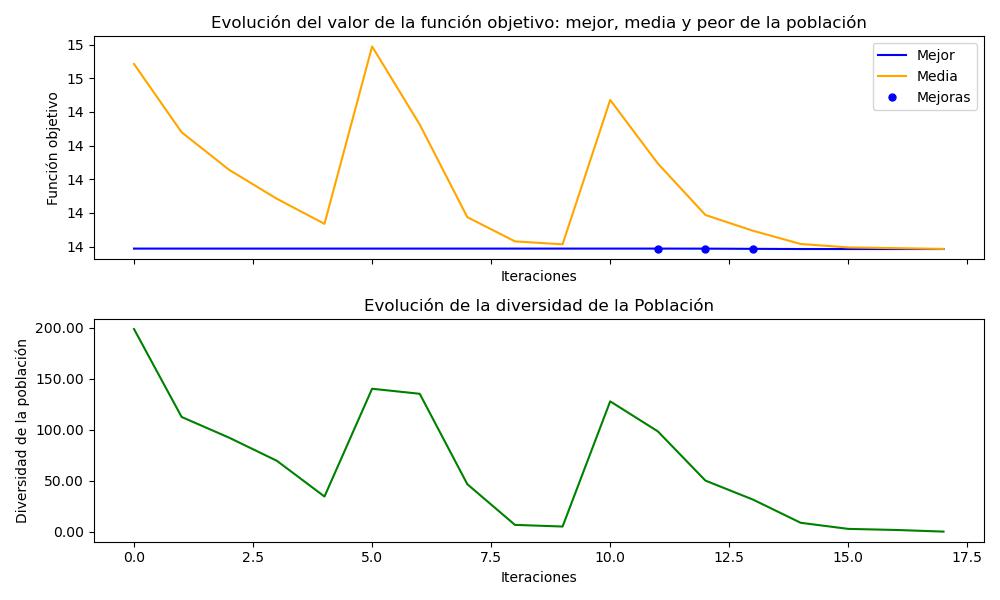 Evolución del valor de la función objetivo: mejor, media y peor de la población
Función objetivo
15
15
14
14
14
14
14
Mejor
Media
Mejoras
Iteraciones
Evolución de la diversidad de la Población
Diversidad de la población
200.00
150.00
100.00
50.00
0.00
0.0 2.5 5.0 7.5 10.0 12.5 15.0 17.5
Iteraciones